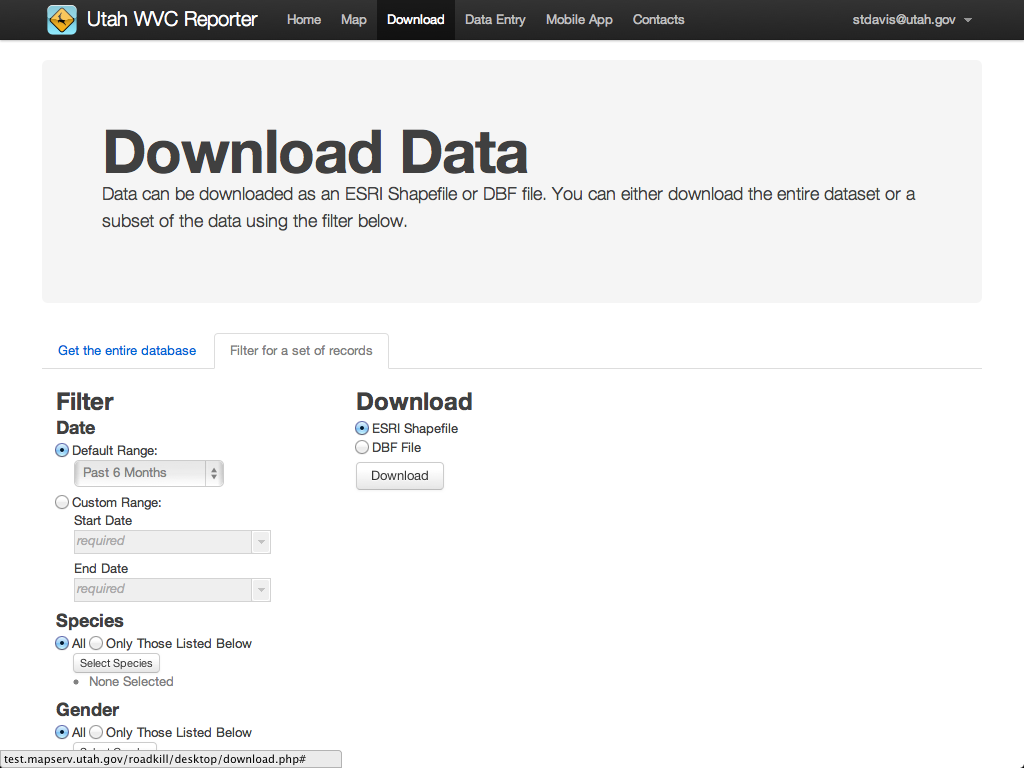 Utah WVC Reporter Home Map Download Data Entry Mobile App Contacts stdavis@utah.gov
Download Data
Data can be downloaded as an ESRI Shapefile or DBF file. You can either download the entire dataset or a
subset of the data using the filter below.
Get the entire database Filter for a set of records
Filter
Date
Default Range:
Past 6 Months
Custom Range:
Start Date
required
End Date
required
Species
All Only Those Listed Below
Select Species
None Selected
Gender
All Only Those Listed Below
Download
ESRI Shapefile
DBF File
Download
test.mapserv.utah.gov/roadkill/desktop/download.php#